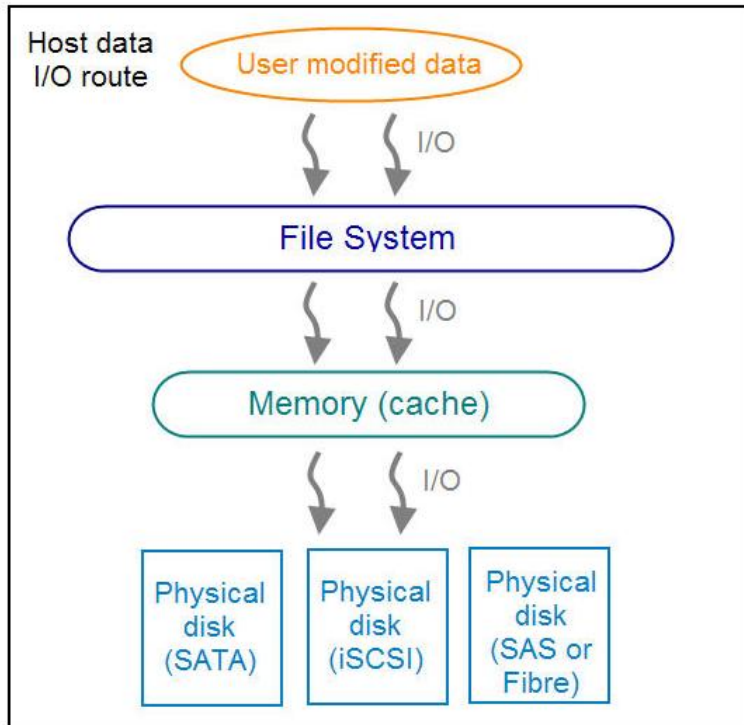 Host data
I/O route
User modified data
I/O
File System
I/O
Memory (cache)
I/O
Physical
disk
(SATA)
Physical
disk
(iSCSI)
Physical
disk
(SAS or
Fibre)